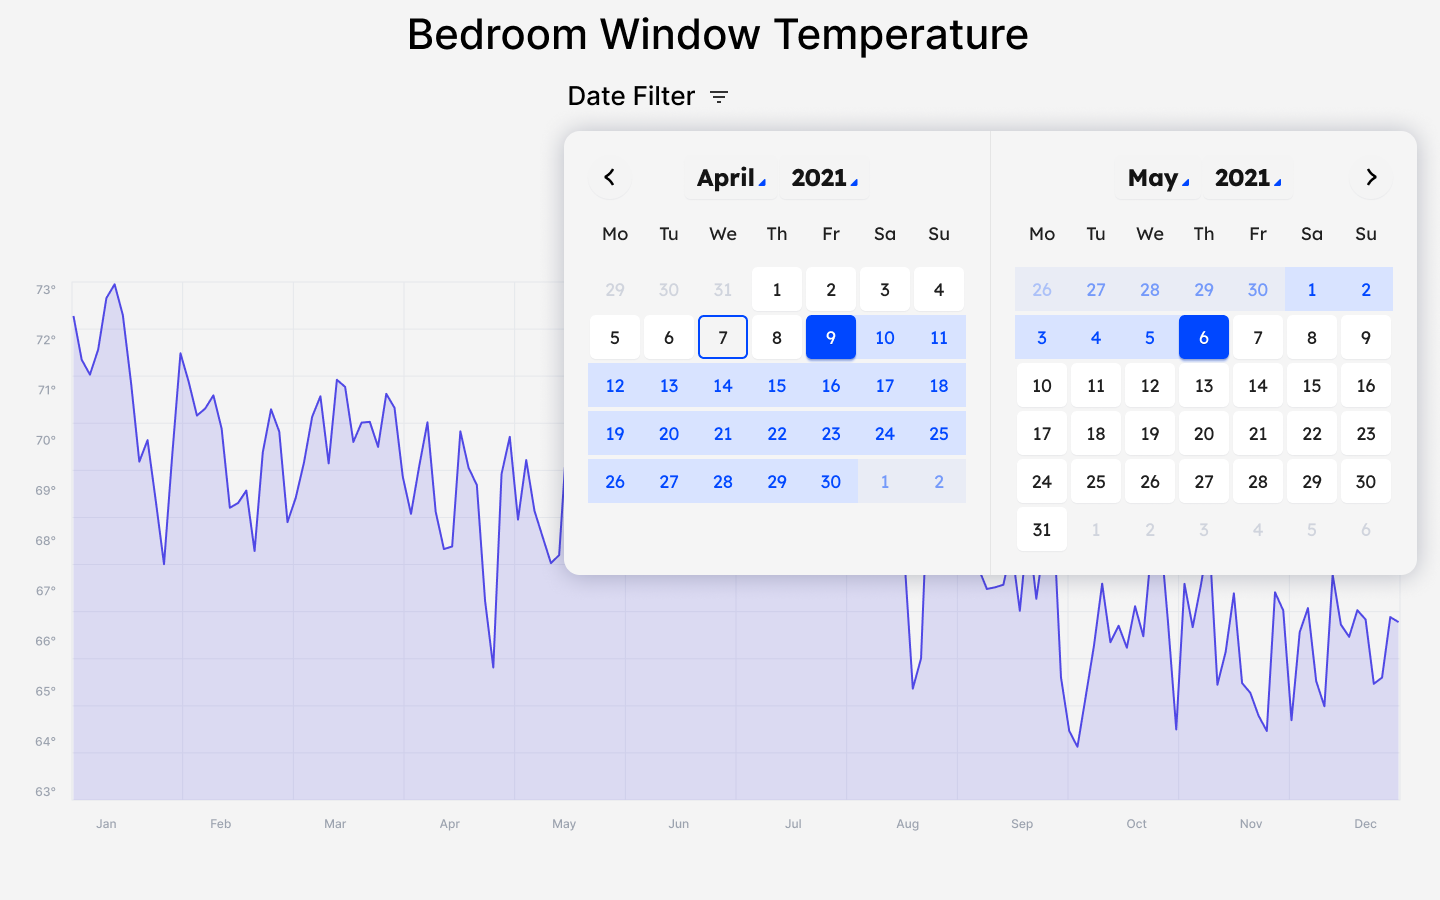 Bedroom Window Temperature
Date Filter
April 2021
Mo Tu We Th Fr Sa Su
29 30 31 1 2 3 4
5 6 7 8 9 10 11
12 13 14 15 16 17 18
19 20 21 22 23 24 25
26 27 28 29 30 1 2
May 2021
Mo Tu We Th Fr Sa Su
26 27 28 29 30 1 2
3 4 5 6 7 8 9
10 11 12 13 14 15 16
17 18 19 20 21 22 23
24 25 26 27 28 29 30
31 1 2 3 4 5 6
73°
72°
71°
70°
69°
68°
67°
66°
65°
64°
63°
Jan Feb Mar Apr May Jun Jul Aug Sep Oct Nov Dec